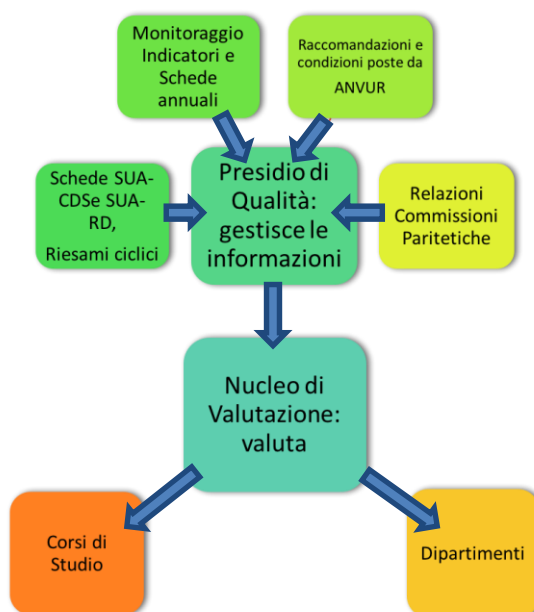 Monitoraggio
Indicatori e
Schede
annuali
Raccomandazioni e
condizioni poste da
ANVUR
Schede SUA-
CDSe SUA-
RD,
Riesami ciclici
Presidio di
Qualità:
gestisce le
informazioni
Relazioni
Commissioni
Paritetiche
Nucleo di
Valutazione:
valuta
Corsi di
Studio
Dipartimenti